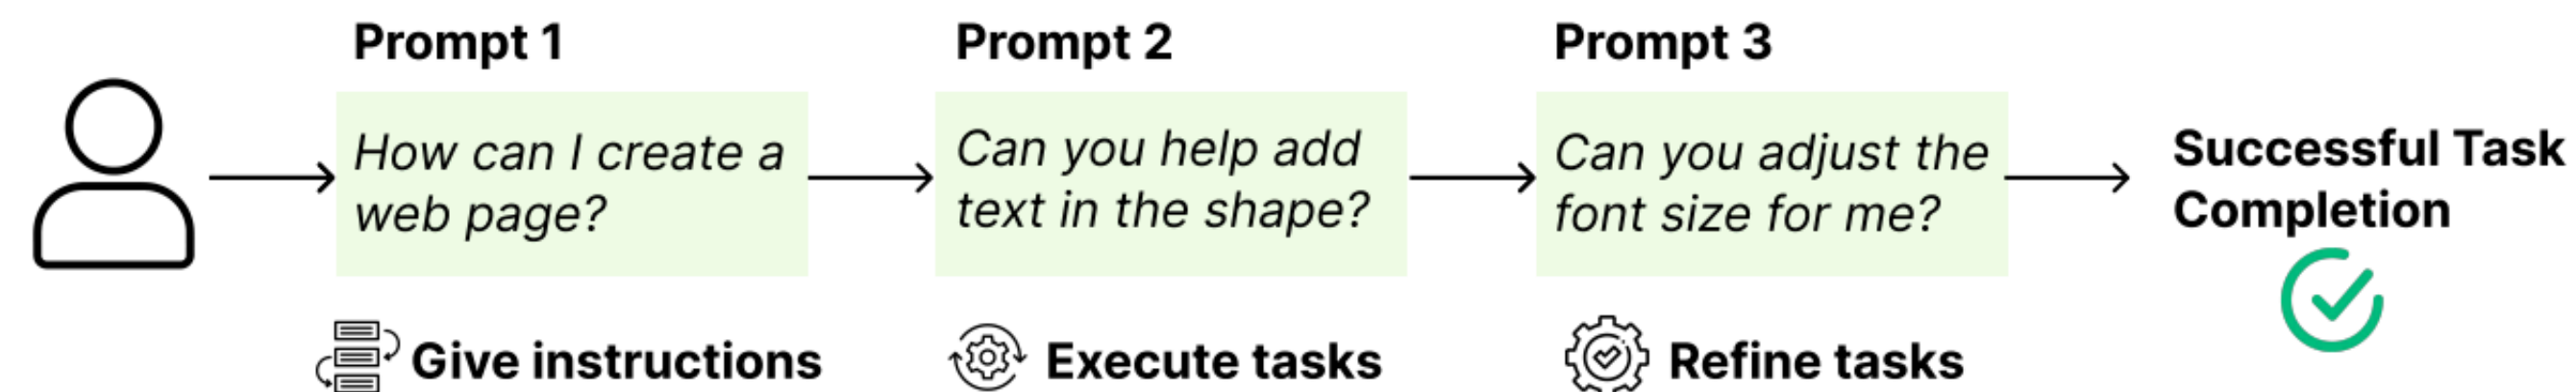 Prompt 1
How can I create a
web page?
Give instructions
Prompt 2
Can you help add
text in the shape?
Execute tasks
Prompt 3
Can you adjust the
font size for me?
Refine tasks
Successful Task
Completion